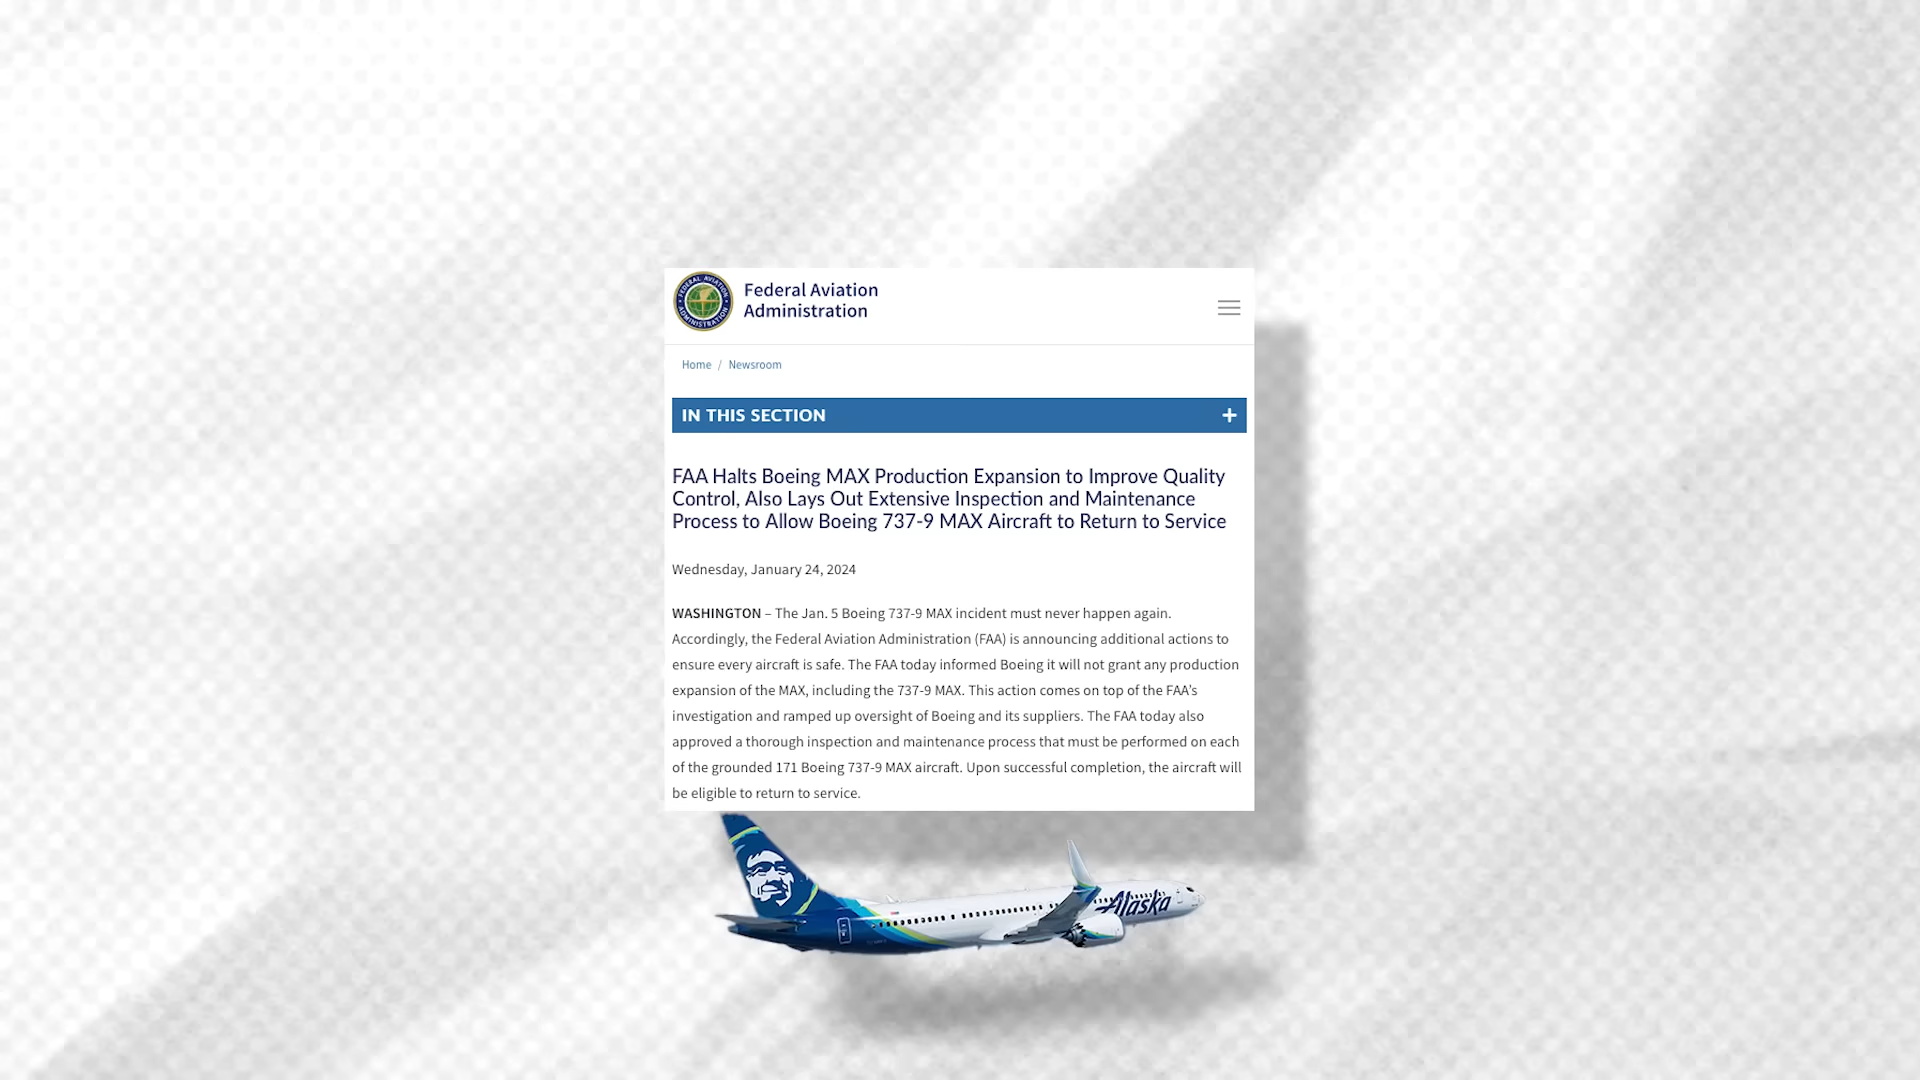 Federal Aviation
Administration
FEDERAL AVIATION
ADMINISTRATION
Home / Newsroom
IN THIS SECTION
FAA Halts Boeing MAX Production Expansion to Improve Quality
Control, Also Lays Out Extensive Inspection and Maintenance
Process to Allow Boeing 737-9 MAX Aircraft to Return to Service
Wednesday, January 24, 2024
WASHINGTON – The Jan. 5 Boeing 737-9 MAX incident must never happen again.
Accordingly, the Federal Aviation Administration (FAA) is announcing additional actions to
ensure every aircraft is safe. The FAA today informed Boeing it will not grant any production
expansion of the MAX, including the 737-9 MAX. This action comes on top of the FAA’s
investigation and ramped up oversight of Boeing and its suppliers. The FAA today also
approved a thorough inspection and maintenance process that must be performed on each
of the grounded 171 Boeing 737-9 MAX aircraft. Upon successful completion, the aircraft will
be eligible to return to service.
Alaska